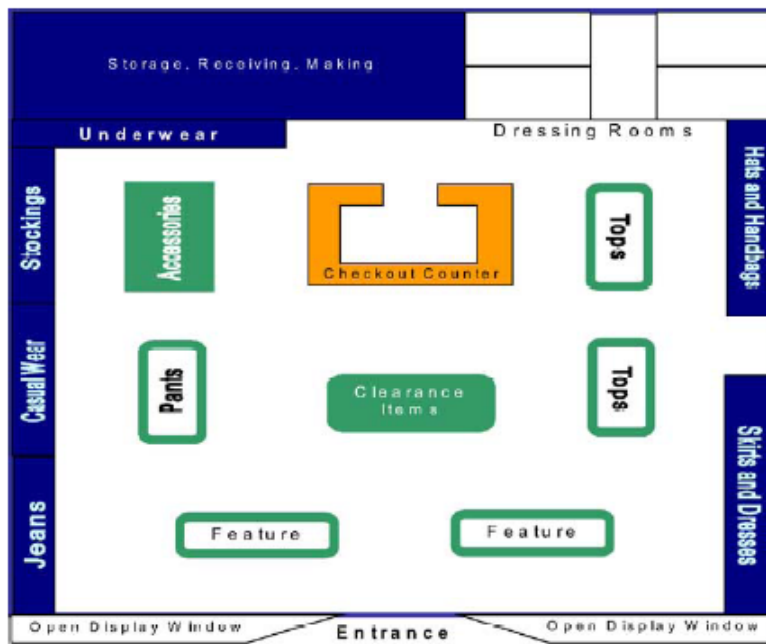 Storage, Receiving, Making
Underwear
Dressing Rooms
Stockings
Accessories
Checkout Counter
Tops
Hats and Handbags
Casual Wear
Pants
Clearance
Items
Tops
Skirts and Dresses
Jeans
Feature
Feature
Open Display Window
Entrance
Open Display Window